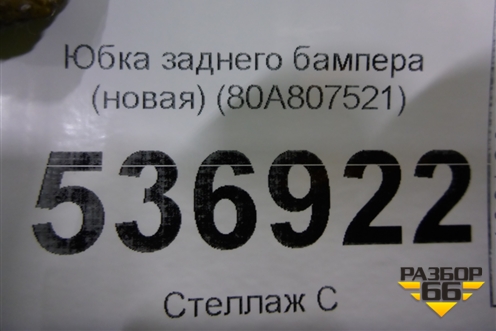 Юбка заднего бампера
(новая) (80A807521)
536922
Стеллаж С
РАЗБОР
66